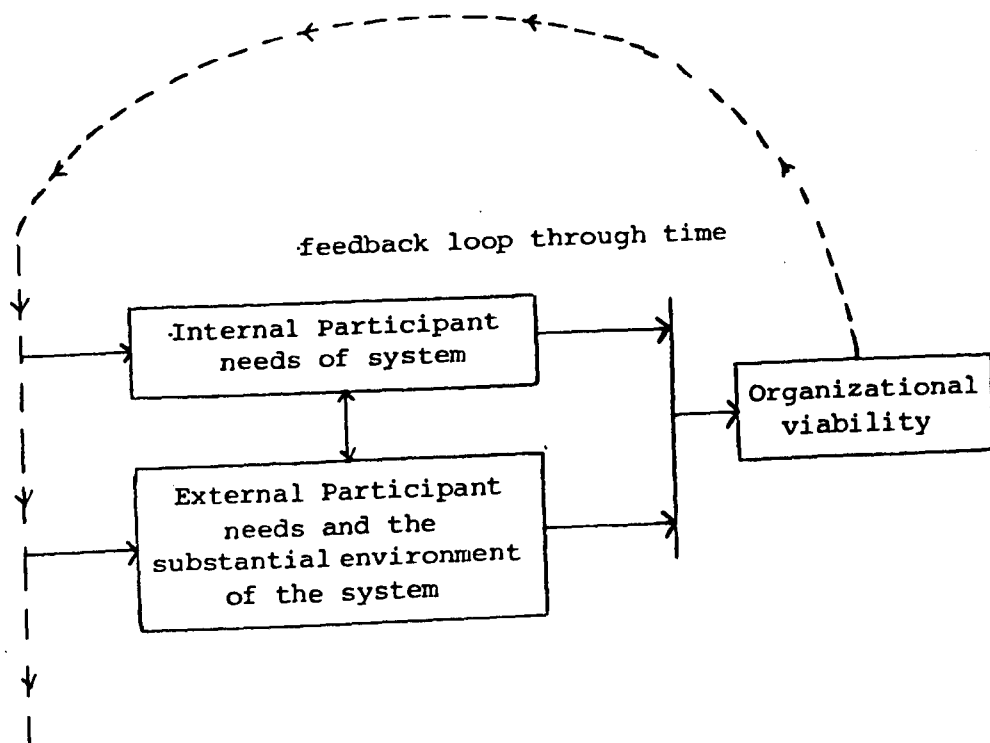 feedback loop through time
Internal Participant
needs of system
Organizational
viability
External Participant
needs and the
substantial environment
of the system